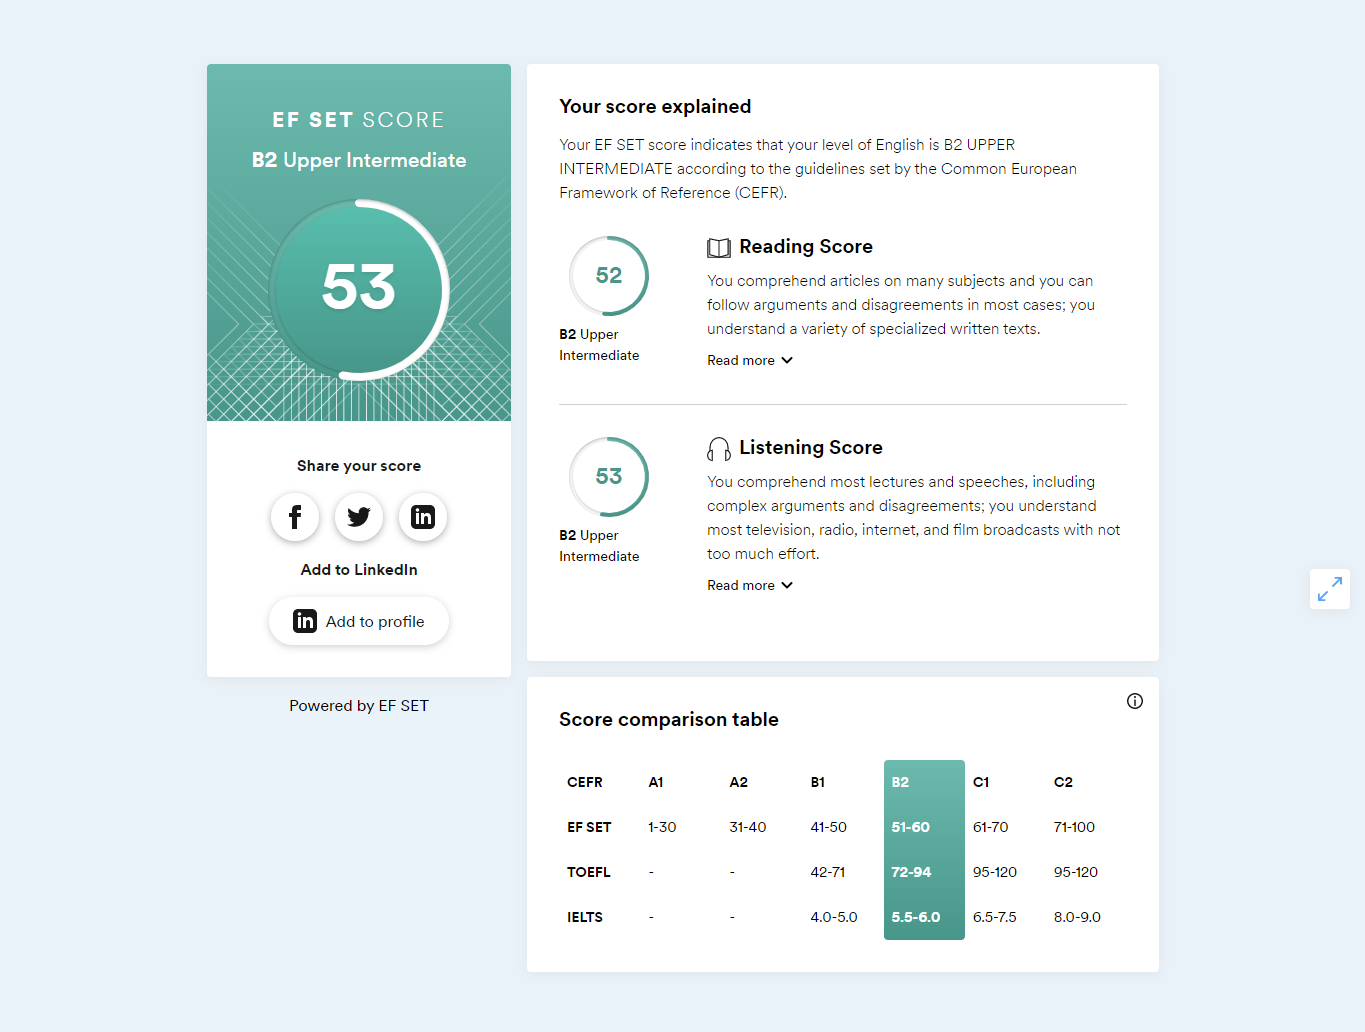 EF SET SCORE
B2 Upper Intermediate
53
Share your score
Add to LinkedIn
in Add to profile
Powered by EF SET
Your score explained
Your EF SET score indicates that your level of English is B2 UPPER
INTERMEDIATE according to the guidelines set by the Common European
Framework of Reference (CEFR).
52
B2 Upper
Intermediate
Reading Score
You comprehend articles on many subjects and you can
follow arguments and disagreements in most cases; you
understand a variety of specialized written texts.
Read more
53
B2 Upper
Intermediate
Listening Score
You comprehend most lectures and speeches, including
complex arguments and disagreements; you understand
most television, radio, internet, and film broadcasts with not
too much effort.
Read more
Score comparison table
CEFR A1 A2 B1 B2 C1 C2
EF SET 1-30 31-40 41-50 51-60 61-70 71-100
TOEFL - - 42-71 72-94 95-120 95-120
IELTS - - 4.0-5.0 5.5-6.0 6.5-7.5 8.0-9.0